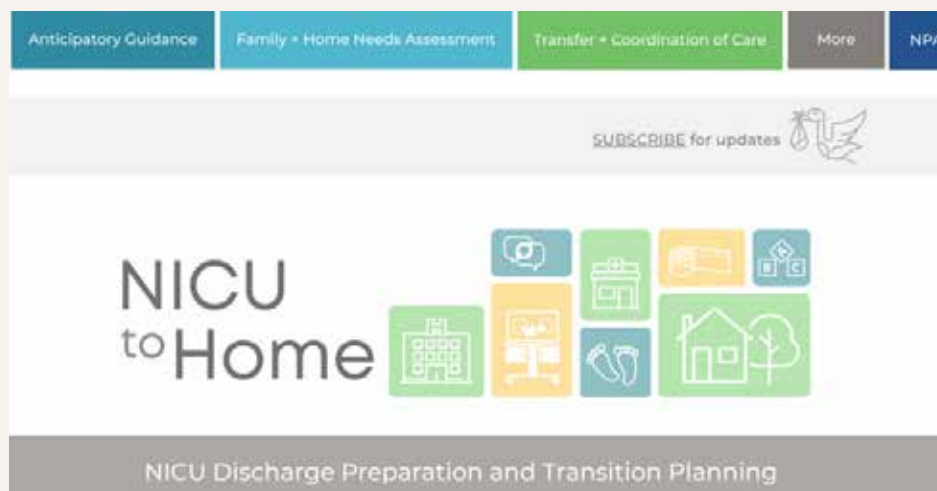 Anticipatory Guidance
Family + Home Needs Assessment
Transfer + Coordination of Care
More
NPA
SUBSCRIBE for updates
NICU
to Home
B C
NICU Discharge Preparation and Transition Planning